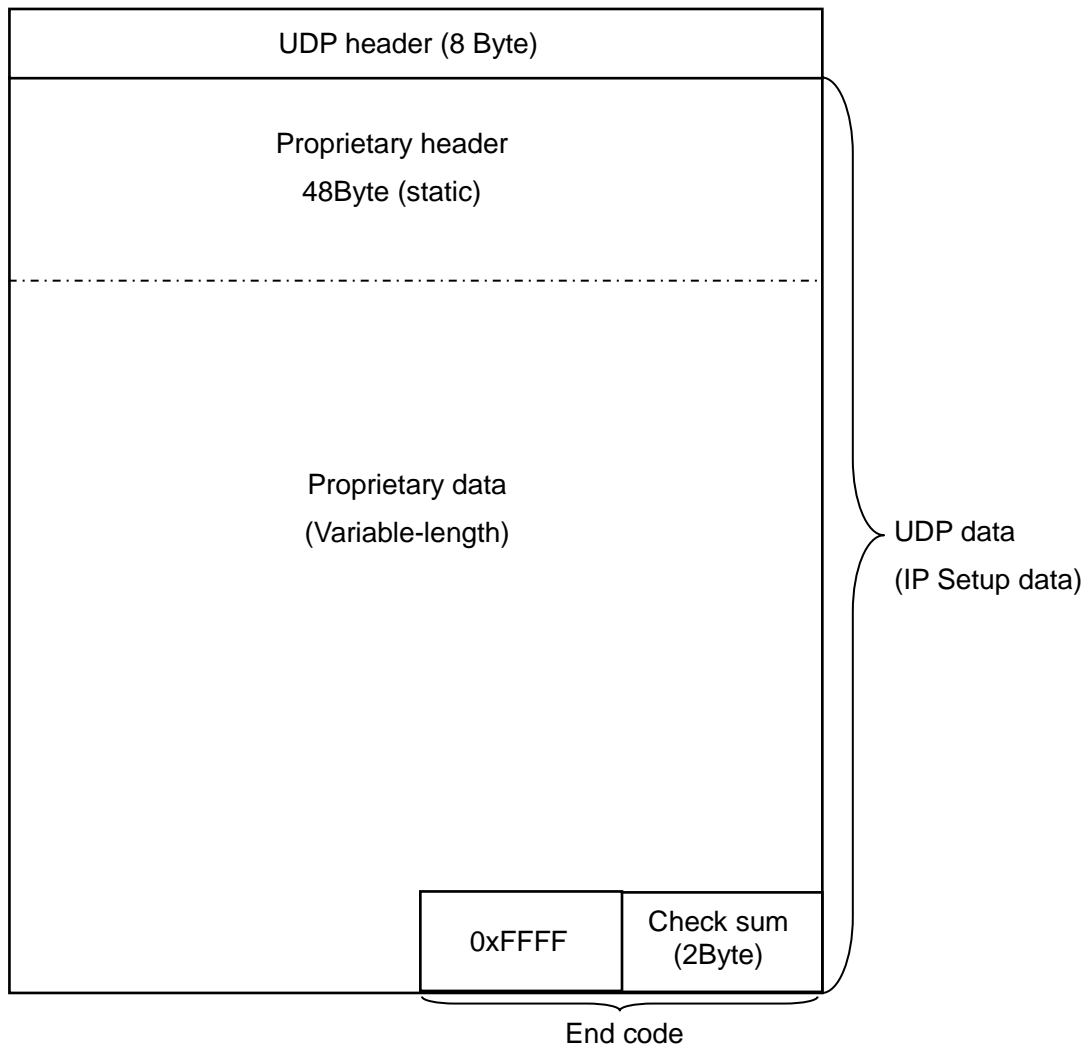 UDP header (8 Byte)
Proprietary header
48Byte (static)
Proprietary data
(Variable-length)
UDP data
(IP Setup data)
0xFFFF
Check sum
(2Byte)
End code